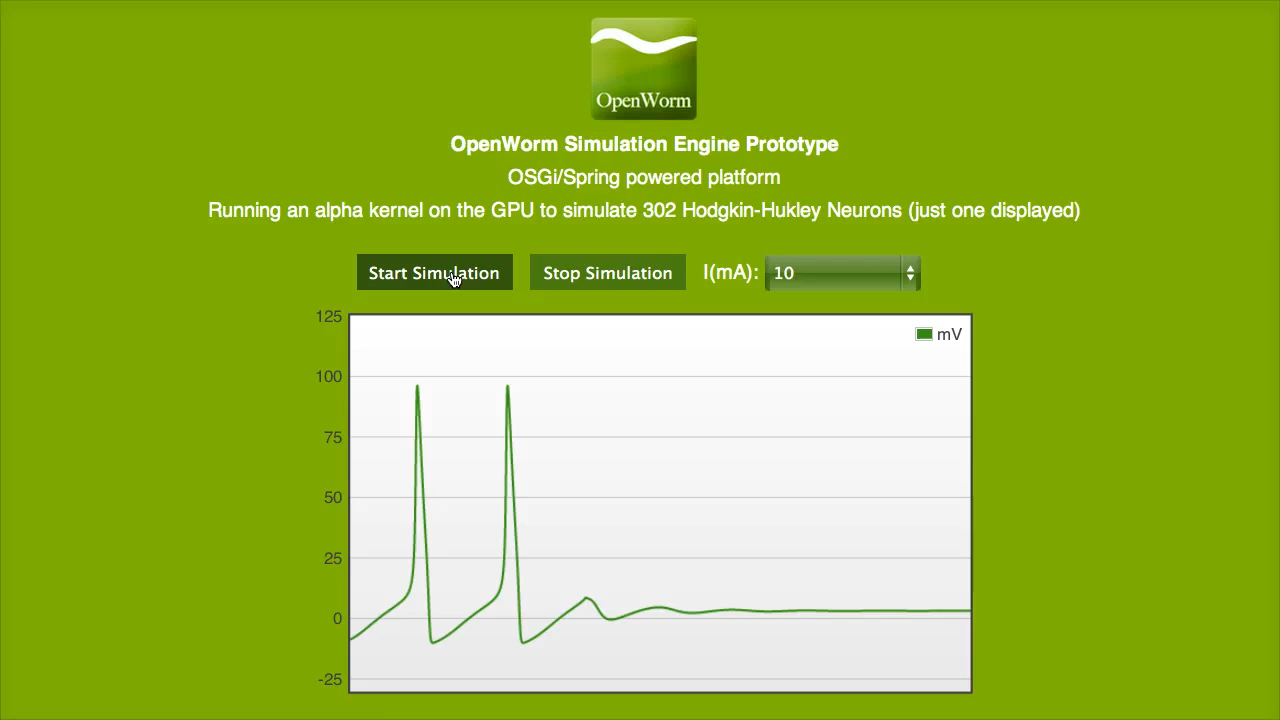 OpenWorm
OpenWorm Simulation Engine Prototype
OSGi/Spring powered platform
Running an alpha kernel on the GPU to simulate 302 Hodgkin-Hukley Neurons (just one displayed)
Start Simulation Stop Simulation I(mA): 10
125
mV
100
75
50
25
0
-25